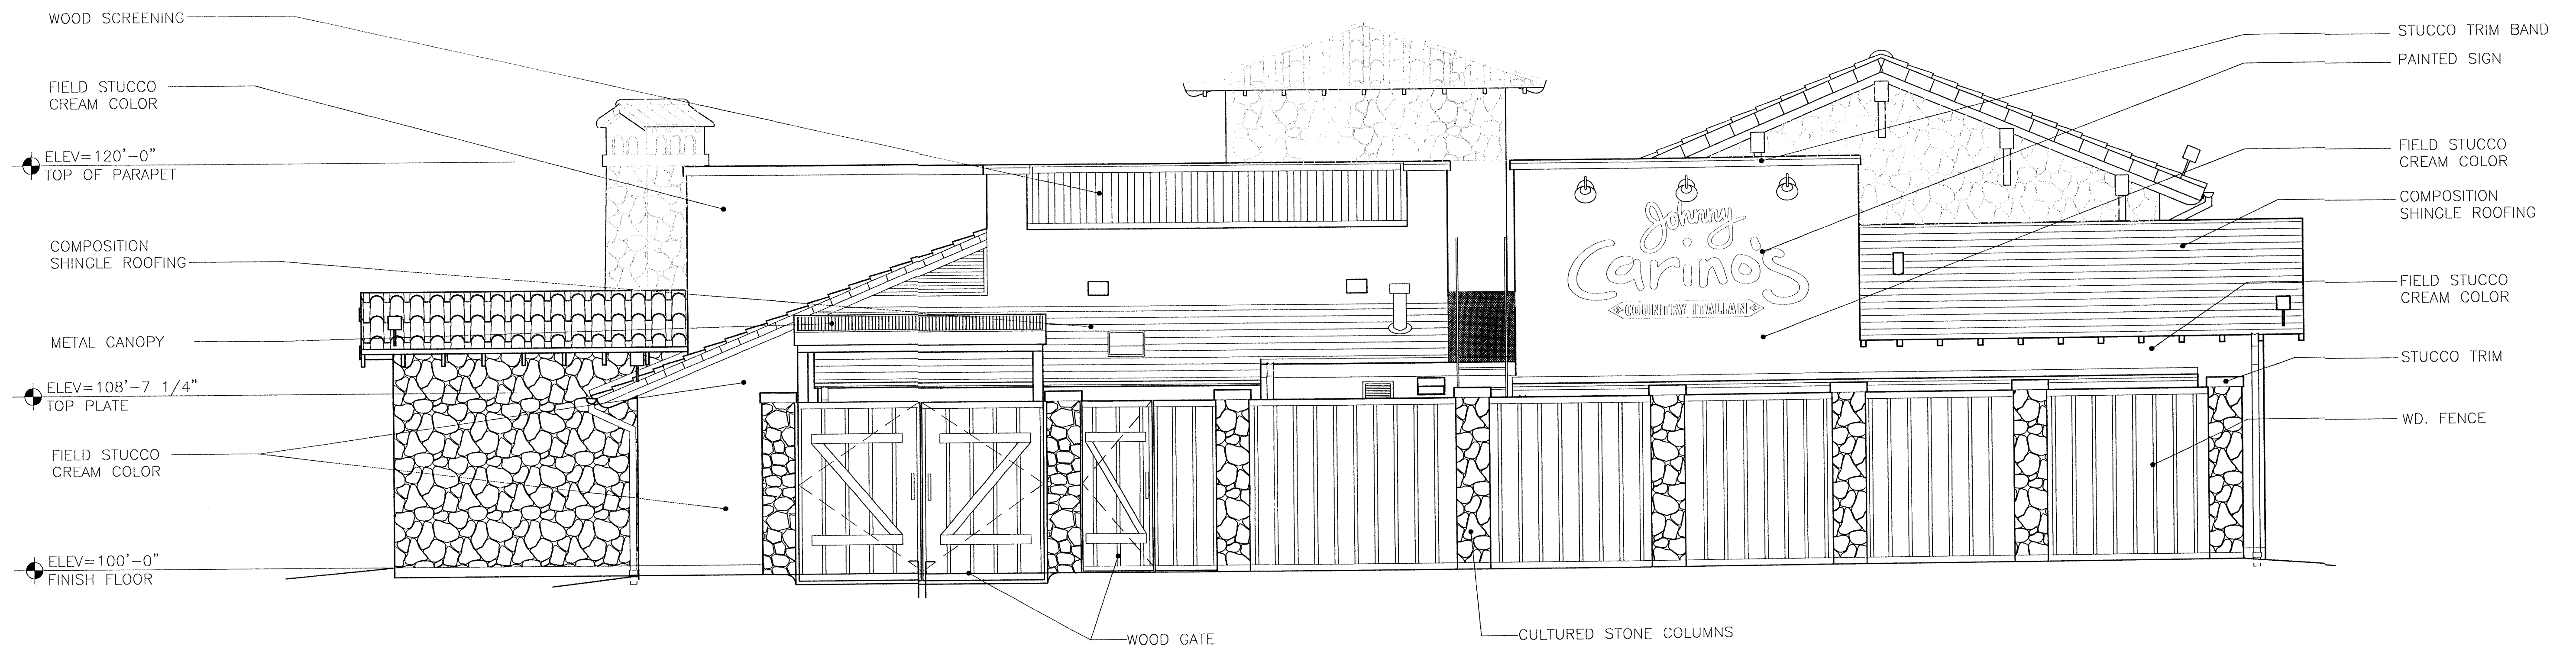 WOOD SCREENING
FIELD STUCCO
CREAM COLOR
ELEV=120'-0"
TOP OF PARAPET
COMPOSITION
SHINGLE ROOFING
METAL CANOPY
ELEV=108'-7 1/4"
TOP PLATE
FIELD STUCCO
CREAM COLOR
ELEV=100'-0"
FINISH FLOOR
Johnny
Carino's
COUNTRY ITALIAN
WOOD GATE
CULTURED STONE COLUMNS
STUCCO TRIM BAND
PAINTED SIGN
FIELD STUCCO
CREAM COLOR
COMPOSITION
SHINGLE ROOFING
FIELD STUCCO
CREAM COLOR
STUCCO TRIM
WD. FENCE